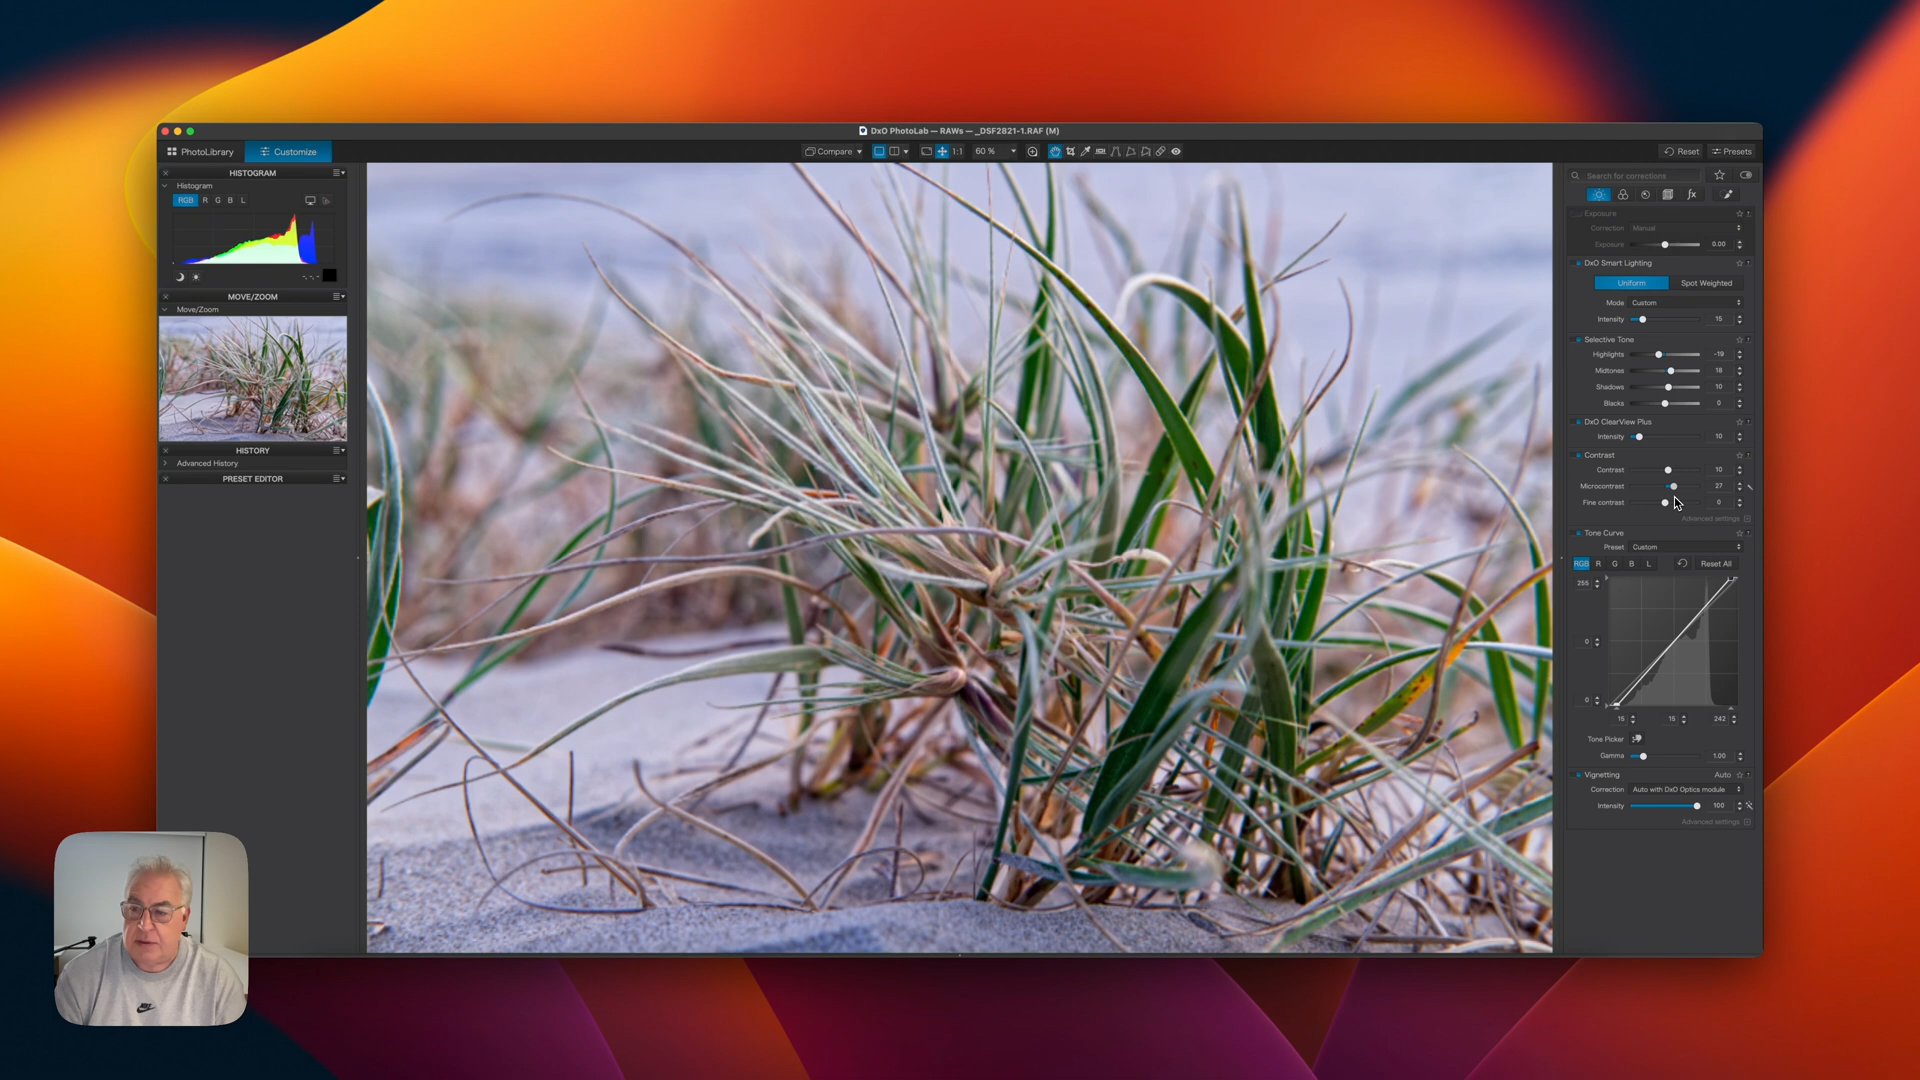 DxO PhotoLab — RAWs — _DSF2821-1.RAF (M)
PhotoLibrary
Customize
Compare
1:1
60 %
Reset
Presets
HISTOGRAM
Histogram
RGB R G B L
MOVE/ZOOM
Move/Zoom
HISTORY
Advanced History
PRESET EDITOR
Search for corrections
fx
Exposure
Correction Manual
Exposure 0.00
DxO Smart Lighting
Uniform Spot Weighted
Mode Custom
Intensity 15
Selective Tone
Highlights -19
Midtones 18
Shadows 10
Blacks 0
DxO ClearView Plus
Intensity 10
Contrast
Contrast 10
Microcontrast 27
Fine contrast 0
Advanced settings
Tone Curve
Preset Custom
RGB R G B L Reset All
255
0
0
15 15 242
Tone Picker
Gamma 1.00
Vignetting Auto
Correction Auto with DxO Optics module
Intensity 100
Advanced settings